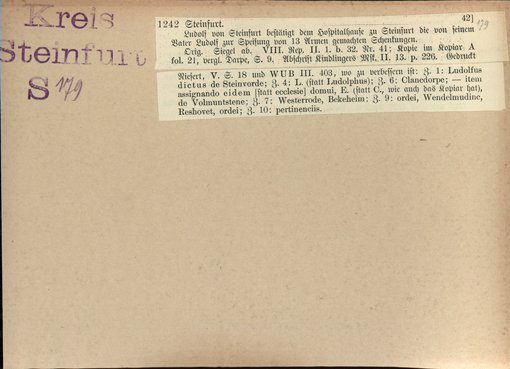 Kreis
Steinfurt
S 179
42] 179
1242 Steinfurt.
Ludolf von Steinfurt bestätigt dem Hospitalhause zu Steinfurt die von seinem
Vater Ludolf zur Speisung von 13 Armen gemachten Schenkungen.
Orig. Siegel ab. VIII. Rep. II. 1. b. 32. Nr. 41; Kopie im Kopiar A
fol. 21, vergl. Darpe, S. 9. Abschrift Kindlingers Mst. II. 13. p. 226. Gedruckt
Niesert, V. S. 18 und WUB III. 403, wo zu verbessern ist: Z. 1: Ludolfus
dictus de Steinvorde; Z. 4: L. (statt Ludolphus); Z. 6: Clancdorpe; — item
assignando eidem [statt ecclesie] domui, E. (statt C., wie auch das Kopiar hat),
de Volmuntstene; Z. 7: Westerrode, Bekeheim; Z. 9: ordei, Wendelmudinc,
Reshovet, ordei; Z. 10: pertinenciis.